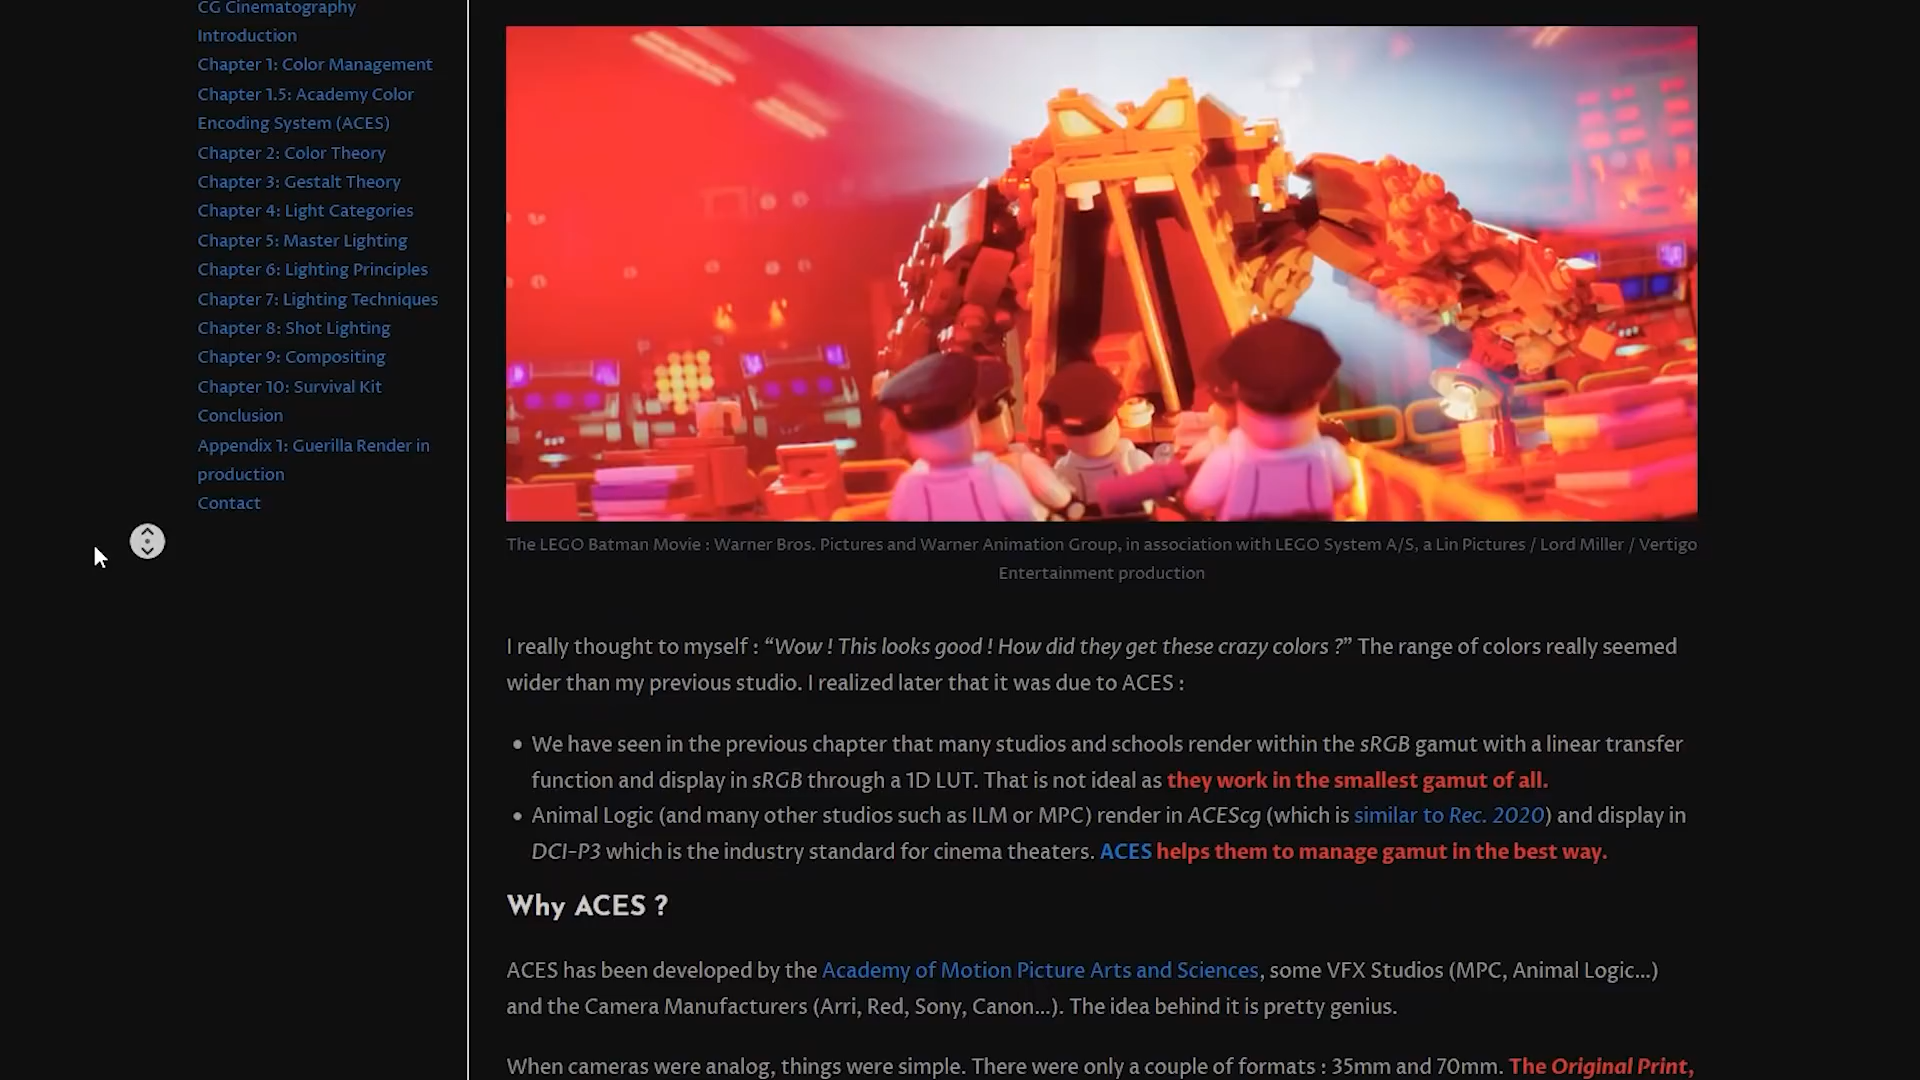 CG Cinematography
Introduction
Chapter 1: Color Management
Chapter 1.5: Academy Color
Encoding System (ACES)
Chapter 2: Color Theory
Chapter 3: Gestalt Theory
Chapter 4: Light Categories
Chapter 5: Master Lighting
Chapter 6: Lighting Principles
Chapter 7: Lighting Techniques
Chapter 8: Shot Lighting
Chapter 9: Compositing
Chapter 10: Survival Kit
Conclusion
Appendix 1: Guerilla Render in
production
Contact
The LEGO Batman Movie : Warner Bros. Pictures and Warner Animation Group, in association with LEGO System A/S, a Lin Pictures / Lord Miller / Vertigo
Entertainment production
I really thought to myself : “Wow ! This looks good ! How did they get these crazy colors ?” The range of colors really seemed
wider than my previous studio. I realized later that it was due to ACES :
• We have seen in the previous chapter that many studios and schools render within the sRGB gamut with a linear transfer
function and display in sRGB through a 1D LUT. That is not ideal as they work in the smallest gamut of all.
• Animal Logic (and many other studios such as ILM or MPC) render in ACEScg (which is similar to Rec. 2020) and display in
DCI-P3 which is the industry standard for cinema theaters. ACES helps them to manage gamut in the best way.
Why ACES ?
ACES has been developed by the Academy of Motion Picture Arts and Sciences, some VFX Studios (MPC, Animal Logic…)
and the Camera Manufacturers (Arri, Red, Sony, Canon…). The idea behind it is pretty genius.
When cameras were analog, things were simple. There were only a couple of formats : 35mm and 70mm. The Original Print,